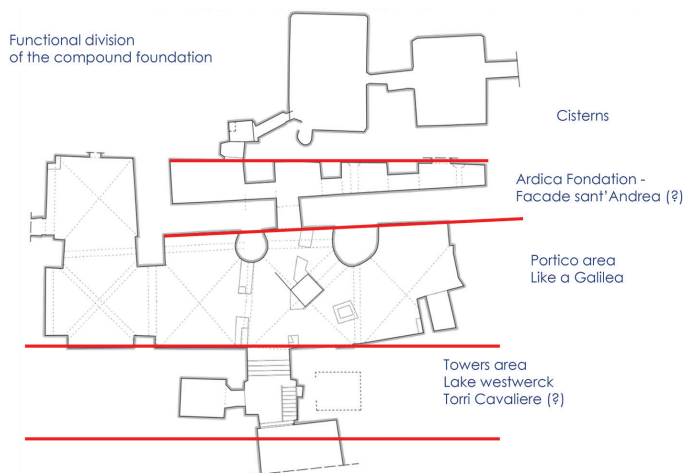 Functional division
of the compound foundation
Cisterns
Ardica Fondation -
Facade sant'Andrea (?)
Portico area
Like a Galilea
Towers area
Lake westwerck
Torri Cavaliere (?)